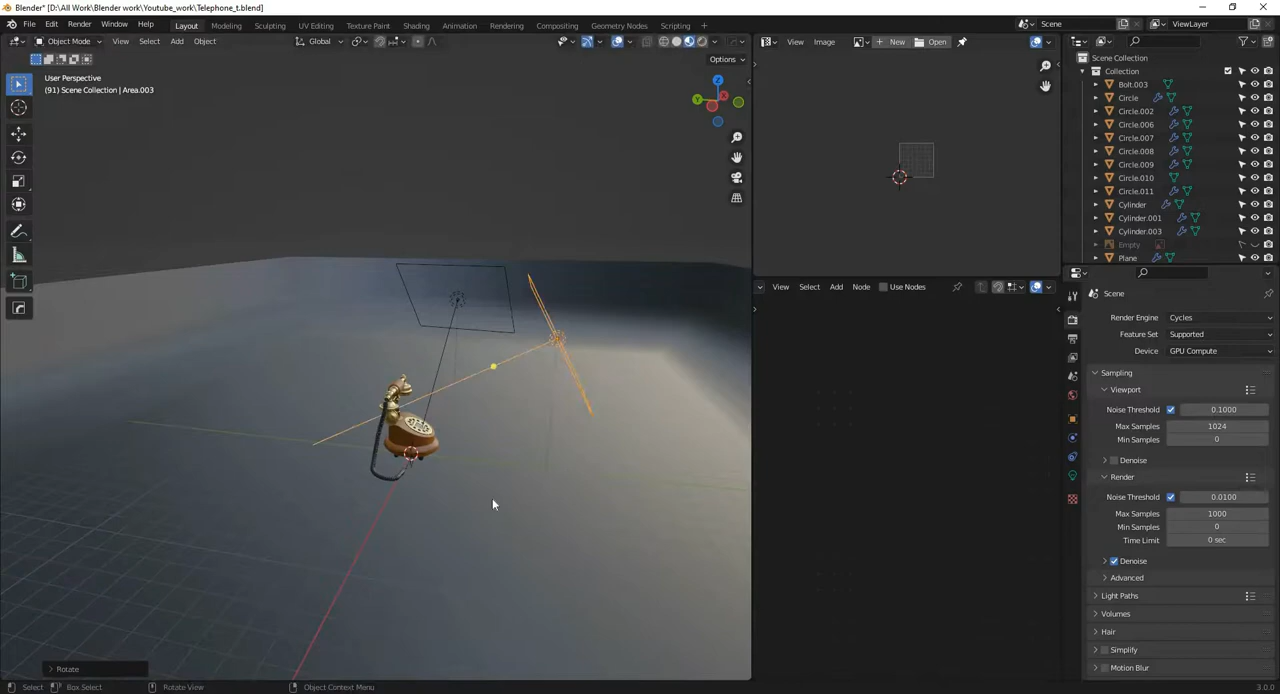 Blender* [D:\All Work\Blender work\Youtube_work\Telephone_t.blend]
File Edit Render Window Help Layout Modeling Sculpting UV Editing Texture Paint Shading Animation Rendering Compositing Geometry Nodes Scripting + Scene ViewLayer
Object Mode View Select Add Object Global View Image + New Open
Options
User Perspective
(91) Scene Collection | Area.003
Z
Y
X
Rotate
View Select Add Node Use Nodes
Scene Collection
Collection
Bolt.003
Circle
Circle.002
Circle.006
Circle.007
Circle.008
Circle.009
Circle.010
Circle.011
Cylinder
Cylinder.001
Cylinder.003
Empty
Plane
Scene
Render Engine Cycles
Feature Set Supported
Device GPU Compute
Sampling
Viewport
Noise Threshold 0.1000
Max Samples 1024
Min Samples 0
Denoise
Render
Noise Threshold 0.0100
Max Samples 1000
Min Samples 0
Time Limit 0 sec
Denoise
Advanced
Light Paths
Volumes
Hair
Simplify
Motion Blur
Select Box Select Rotate View Object Context Menu 3.0.0